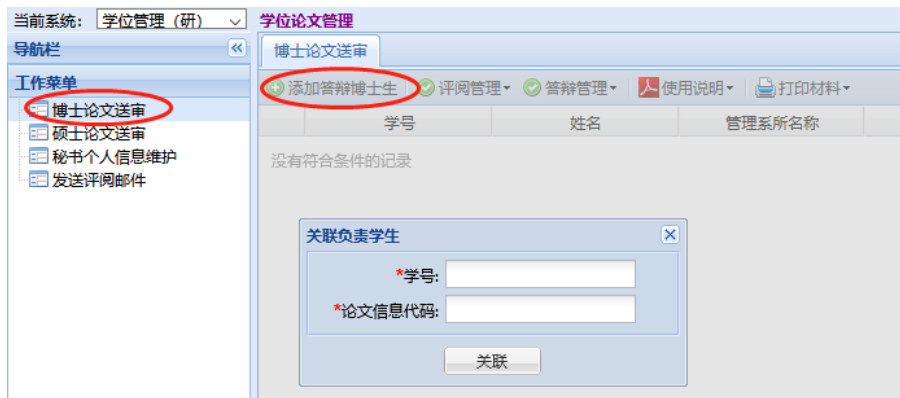 当前系统: 学位管理（研） 学位论文管理
导航栏
博士论文送审
工作菜单
添加答辩博士生 评阅管理 答辩管理 使用说明 打印材料
博士论文送审
学号 姓名 管理系所名称
硕士论文送审
秘书个人信息维护
没有符合条件的记录
发送评阅邮件
关联负责学生
*学号:
*论文信息代码:
关联